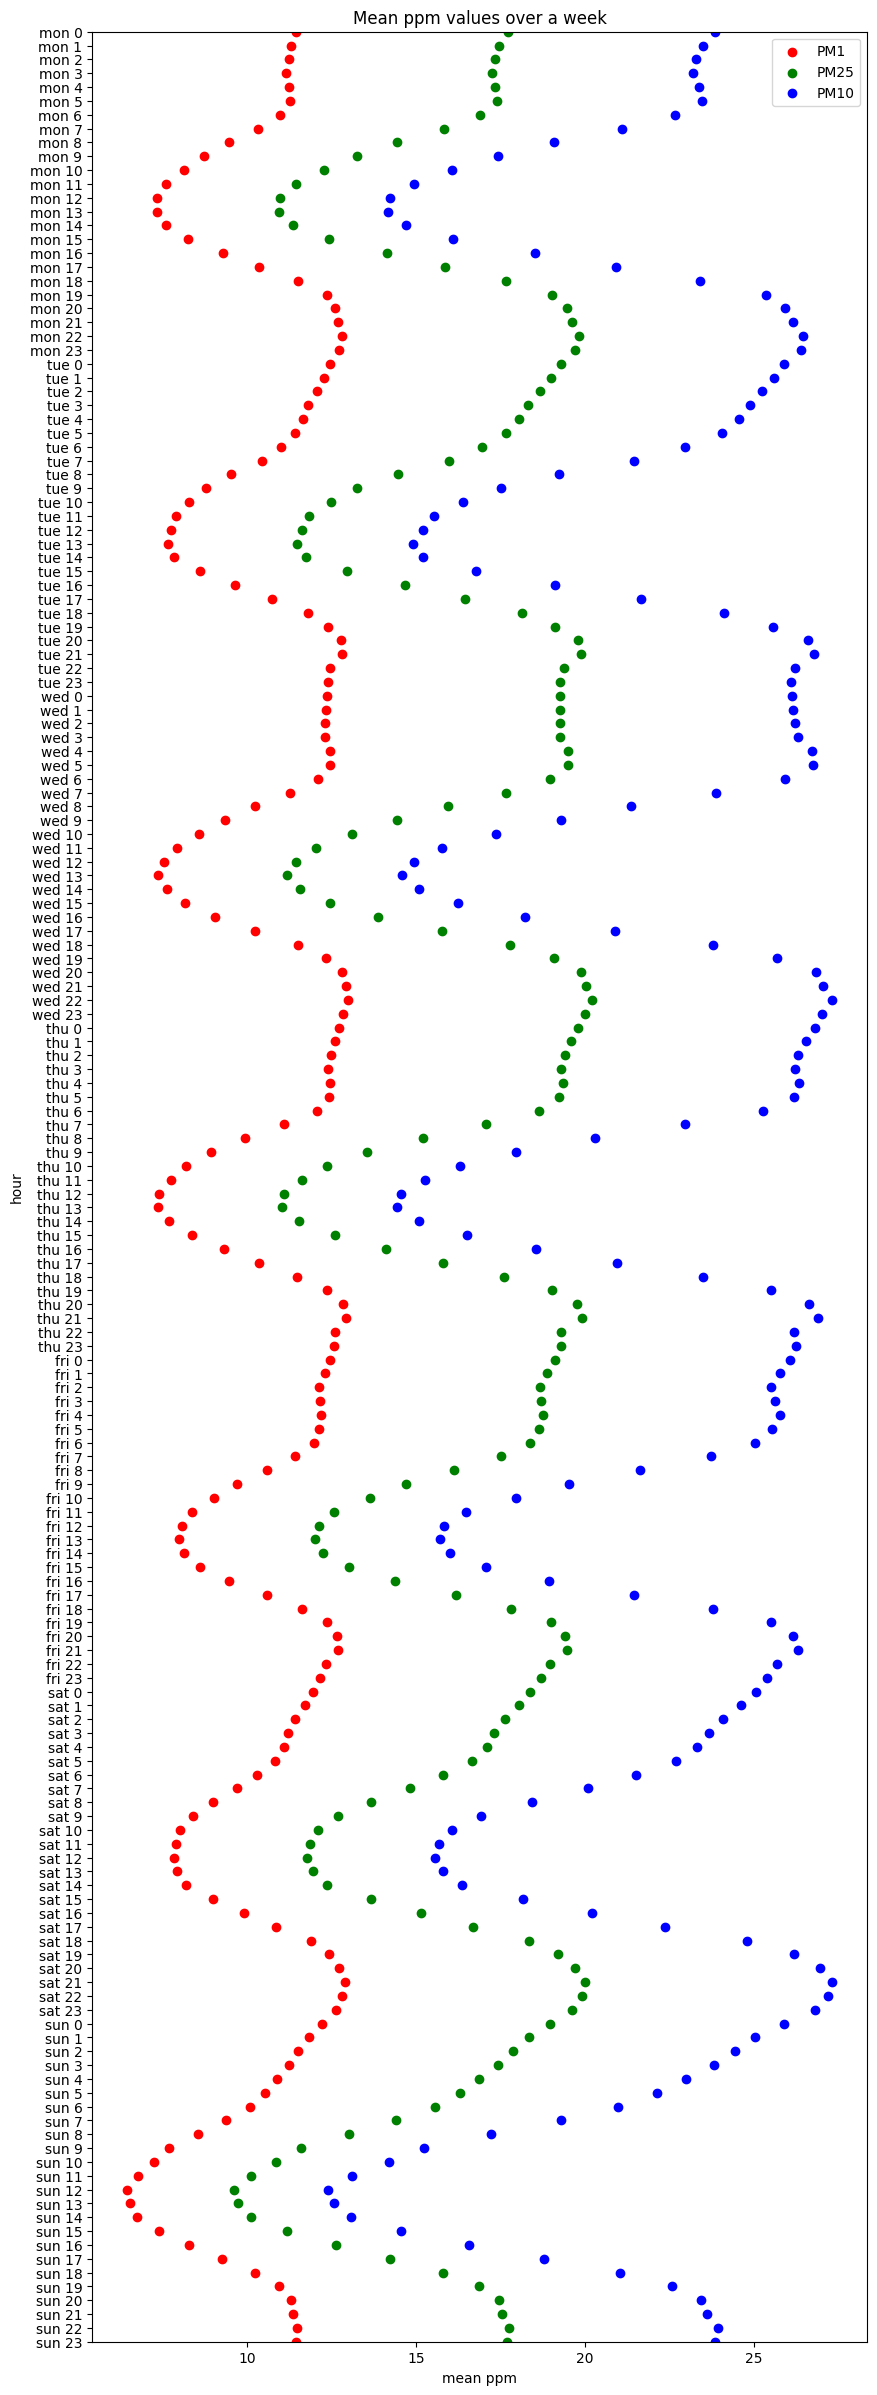 Mean ppm values over a week
PM1
PM25
PM10
mon 0
mon 1
mon 2
mon 3
mon 4
mon 5
mon 6
mon 7
mon 8
mon 9
mon 10
mon 11
mon 12
mon 13
mon 14
mon 15
mon 16
mon 17
mon 18
mon 19
mon 20
mon 21
mon 22
mon 23
tue 0
tue 1
tue 2
tue 3
tue 4
tue 5
tue 6
tue 7
tue 8
tue 9
tue 10
tue 11
tue 12
tue 13
tue 14
tue 15
tue 16
tue 17
tue 18
tue 19
tue 20
tue 21
tue 22
tue 23
wed 0
wed 1
wed 2
wed 3
wed 4
wed 5
wed 6
wed 7
wed 8
wed 9
wed 10
wed 11
wed 12
wed 13
wed 14
wed 15
wed 16
wed 17
wed 18
wed 19
wed 20
wed 21
wed 22
wed 23
thu 0
thu 1
thu 2
thu 3
thu 4
thu 5
thu 6
thu 7
thu 8
thu 9
thu 10
thu 11
thu 12
thu 13
thu 14
thu 15
thu 16
thu 17
thu 18
thu 19
thu 20
thu 21
thu 22
thu 23
fri 0
fri 1
fri 2
fri 3
fri 4
fri 5
fri 6
fri 7
fri 8
fri 9
fri 10
fri 11
fri 12
fri 13
fri 14
fri 15
fri 16
fri 17
fri 18
fri 19
fri 20
fri 21
fri 22
fri 23
sat 0
sat 1
sat 2
sat 3
sat 4
sat 5
sat 6
sat 7
sat 8
sat 9
sat 10
sat 11
sat 12
sat 13
sat 14
sat 15
sat 16
sat 17
sat 18
sat 19
sat 20
sat 21
sat 22
sat 23
sun 0
sun 1
sun 2
sun 3
sun 4
sun 5
sun 6
sun 7
sun 8
sun 9
sun 10
sun 11
sun 12
sun 13
sun 14
sun 15
sun 16
sun 17
sun 18
sun 19
sun 20
sun 21
sun 22
sun 23
hour
10 15 20 25
mean ppm